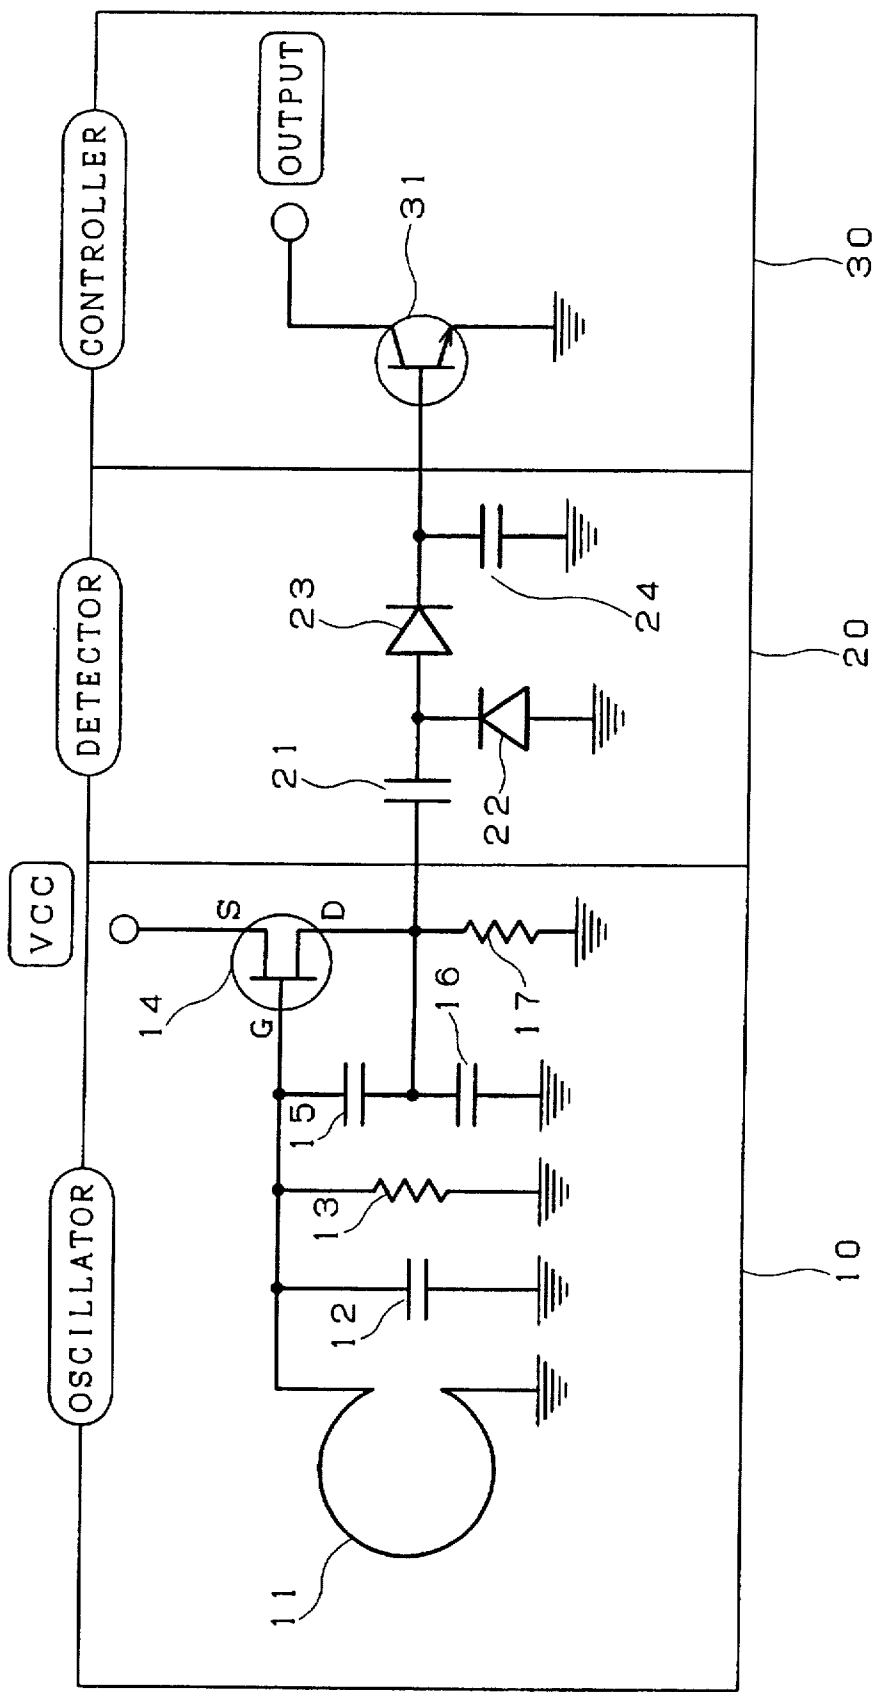 OSCILLATOR
DETECTOR
CONTROLLER
VCC
OUTPUT
S
D
G
14
11
12
13
15
16
17
21
22
23
24
31
10
20
30